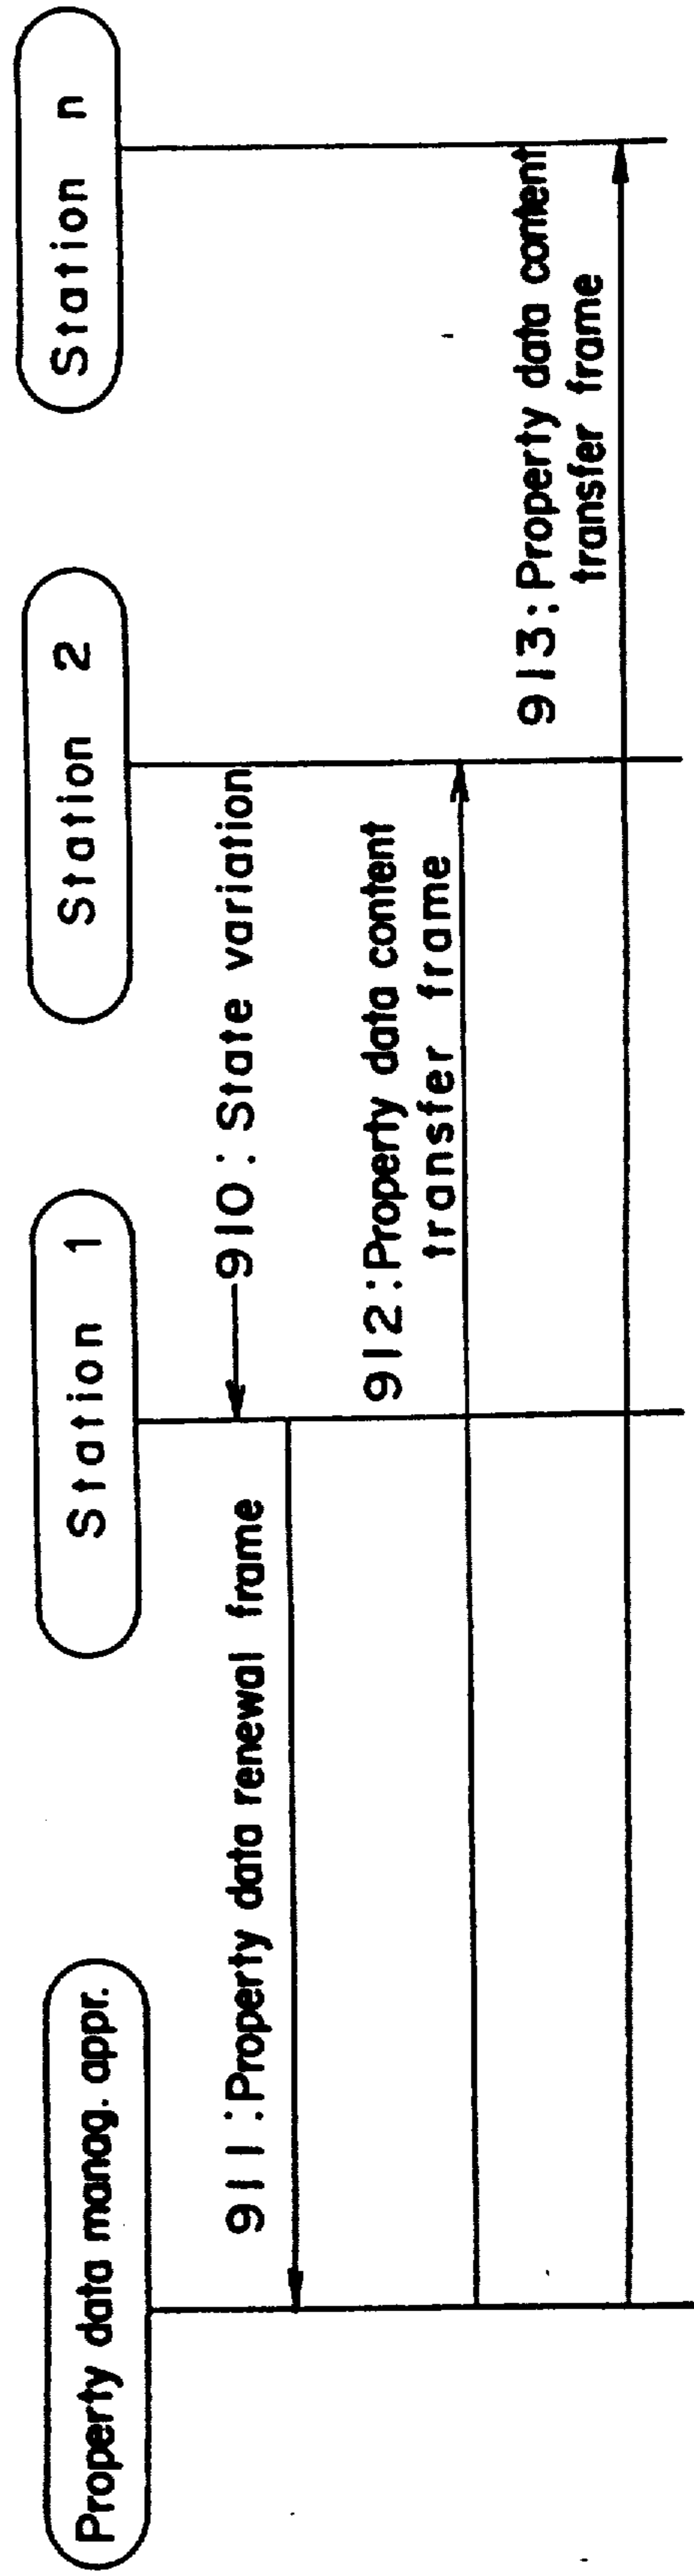 Property data manag. appr.
Station 1
Station 2
Station n
910: State variation
911: Property data renewal frame
912: Property data content
transfer frame
913: Property data content
transfer frame